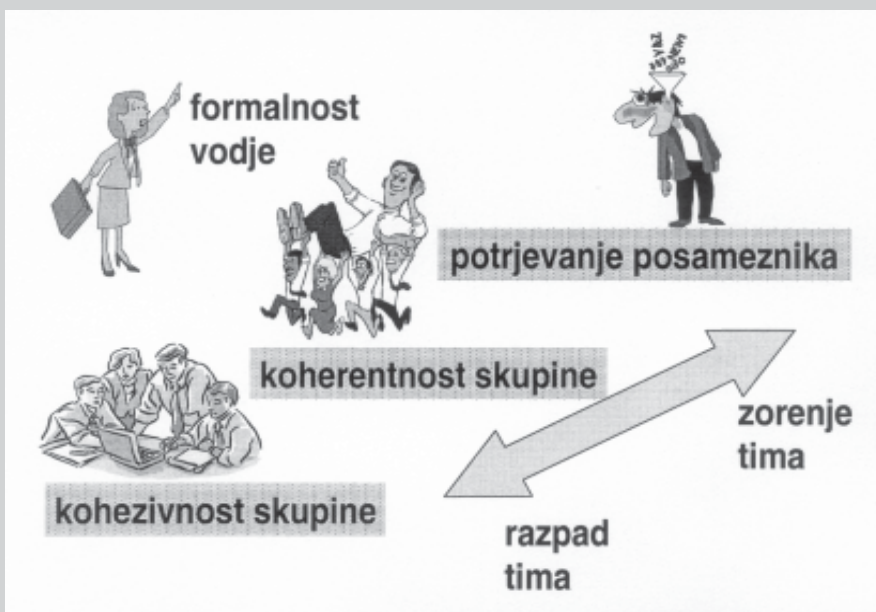 formalnost
vodje
potrjevanje posameznika
koherentnost skupine
zorenje
tima
kohezivnost skupine
razpad
tima